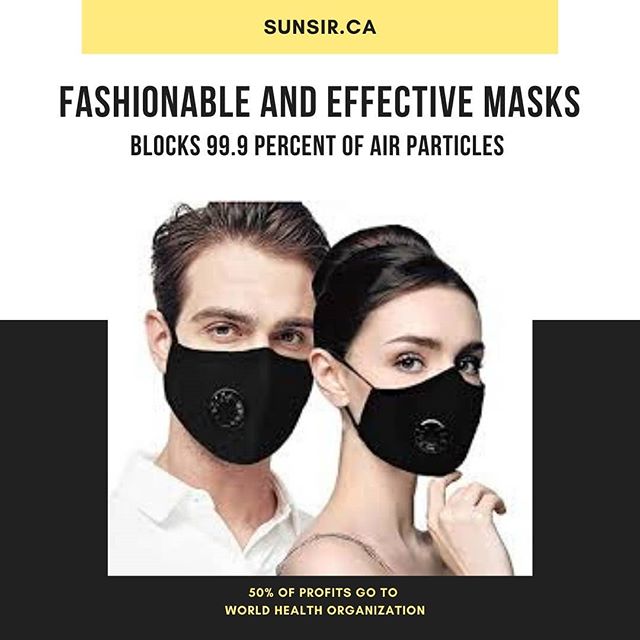 SUNSIR.CA
FASHIONABLE AND EFFECTIVE MASKS
BLOCKS 99.9 PERCENT OF AIR PARTICLES
50% OF PROFITS GO TO
WORLD HEALTH ORGANIZATION